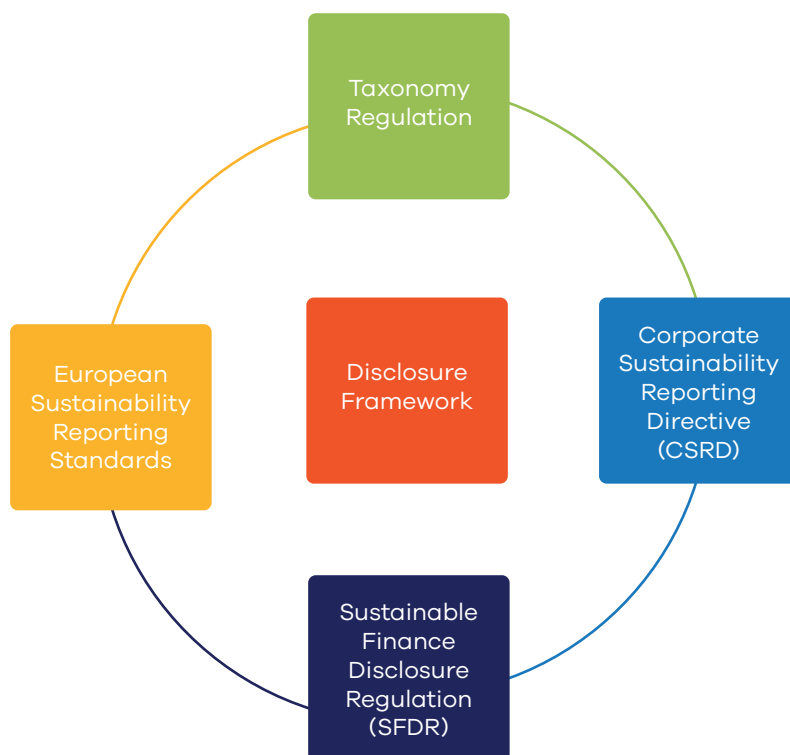 Taxonomy
Regulation
European
Sustainability
Reporting
Standards
Disclosure
Framework
Corporate
Sustainability
Reporting
Directive
(CSRD)
Sustainable
Finance
Disclosure
Regulation
(SFDR)